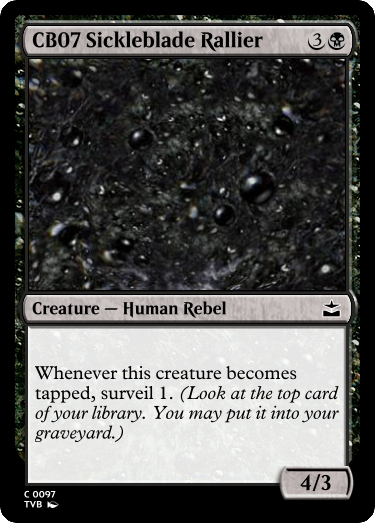 CB07 Sickleblade Rallier 3
Creature — Human Rebel
Whenever this creature becomes
tapped, surveil 1. (Look at the top card
of your library. You may put it into your
graveyard.)
4/3
C 0097
TVB